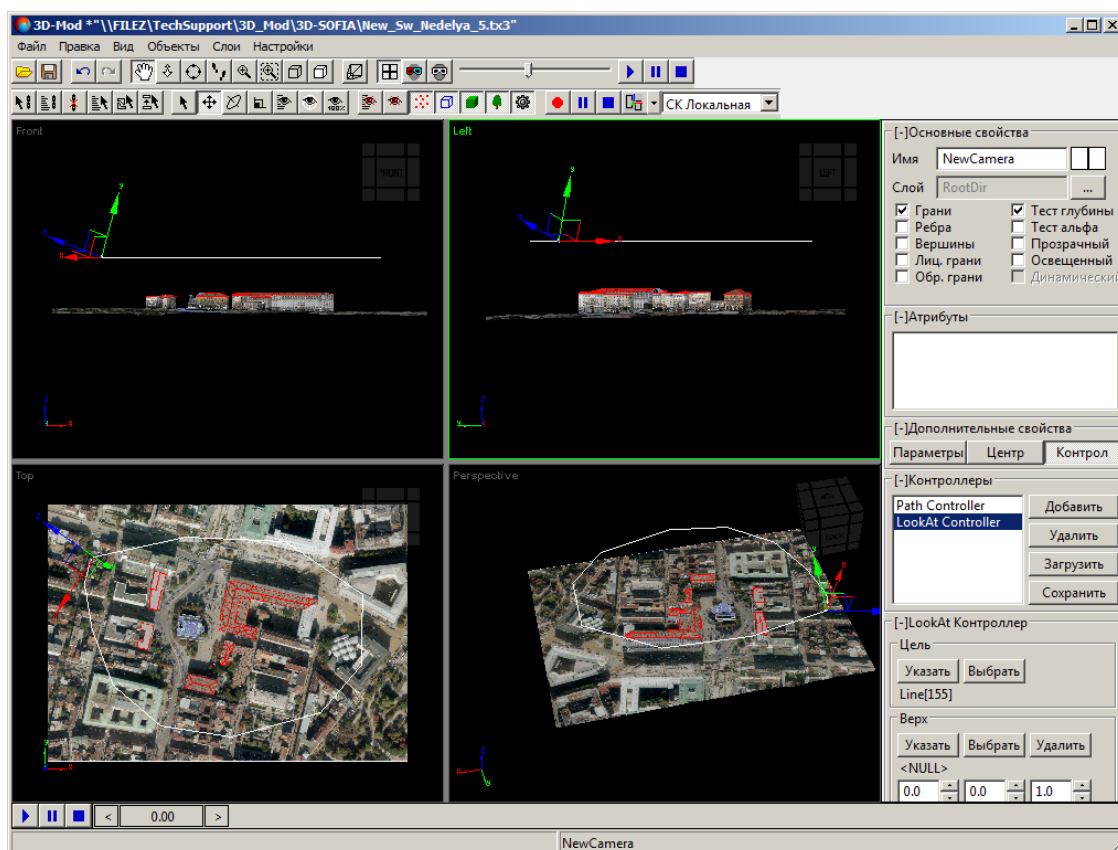 3D-Mod *"\\FILEZ\TechSupport\3D_Mod\3D-SOFIA\New_Sw_Nedelya_5.tx3"
Файл Правка Вид Объекты Слои Настройки
100%
СК Локальная
Front
FRONT
Left
LEFT
[-]Основные свойства
Имя NewCamera
Слой RootDir ...
Грани Тест глубины
Ребра Тест альфа
Вершины Прозрачный
Лиц. грани Освещенный
Обр. грани Динамический
[-]Атрибуты
[-]Дополнительные свойства
Параметры Центр Контрол
Top
Perspective
[-]Контроллеры
Path Controller
LookAt Controller
Добавить
Удалить
Загрузить
Сохранить
[-]LookAt Контроллер
Цель
Указать Выбрать
Line[155]
Верх
Указать Выбрать Удалить
<NULL>
0.0 0.0 1.0
< 0.00 >
NewCamera